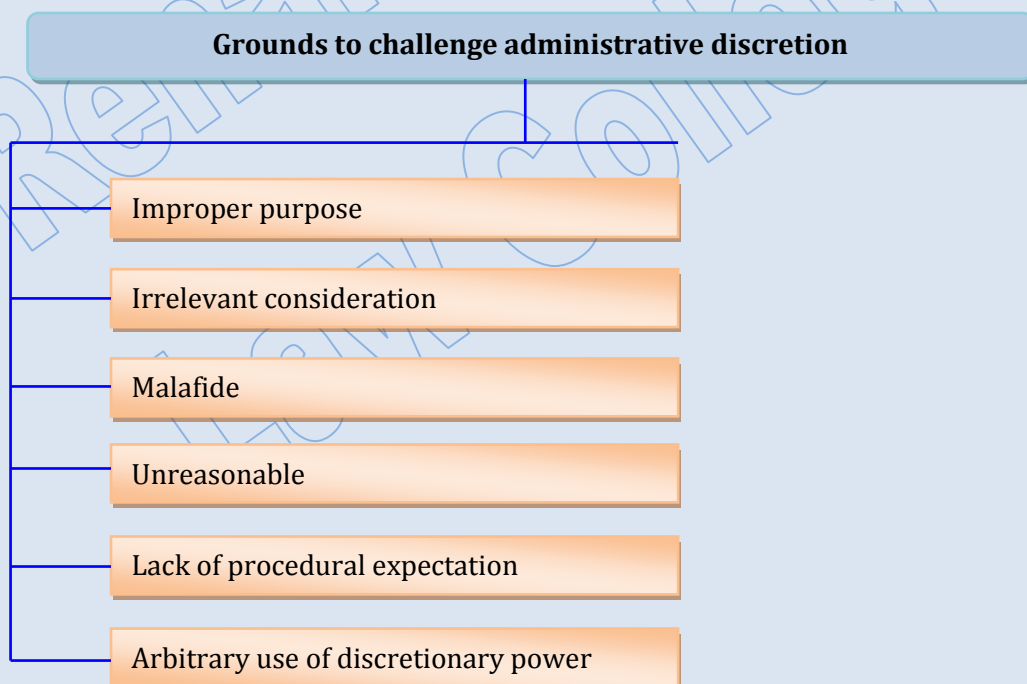 Grounds to challenge administrative discretion
Improper purpose
Irrelevant consideration
Malafide
Unreasonable
Lack of procedural expectation
Arbitrary use of discretionary power